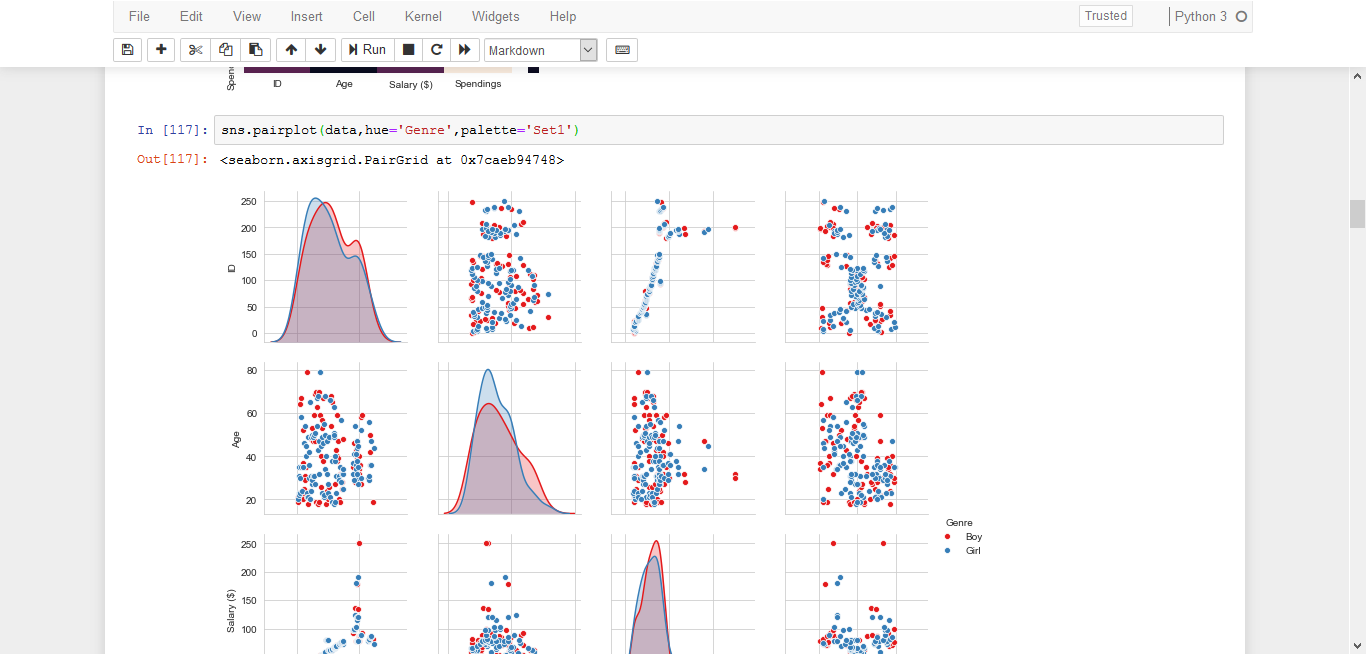 File Edit View Insert Cell Kernel Widgets Help Trusted Python 3
Run Markdown
Spend
ID Age Salary ($) Spendings
In [117]: sns.pairplot(data,hue='Genre',palette='Set1')
Out[117]: <seaborn.axisgrid.PairGrid at 0x7caeb94748>
250
200
150
100
50
0
ID
80
60
40
20
Age
Genre
Boy
Girl
250
200
150
100
Salary ($)